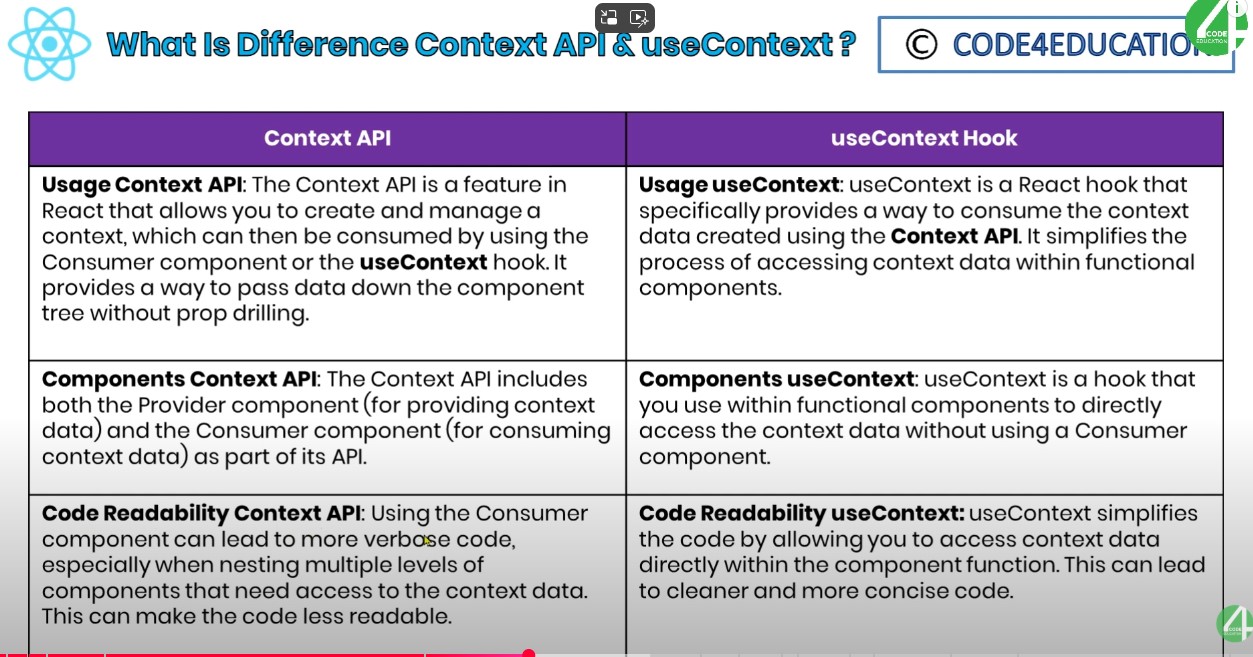 What Is Difference Context API & useContext ?
© CODE4EDUCATIO
4
CODE
EDUCATION
Context API
useContext Hook
Usage Context API: The Context API is a feature in
React that allows you to create and manage a
context, which can then be consumed by using the
Consumer component or the useContext hook. It
provides a way to pass data down the component
tree without prop drilling.
Usage useContext: useContext is a React hook that
specifically provides a way to consume the context
data created using the Context API. It simplifies the
process of accessing context data within functional
components.
Components Context API: The Context API includes
both the Provider component (for providing context
data) and the Consumer component (for consuming
context data) as part of its API.
Components useContext: useContext is a hook that
you use within functional components to directly
access the context data without using a Consumer
component.
Code Readability Context API: Using the Consumer
component can lead to more verbose code,
especially when nesting multiple levels of
components that need access to the context data.
This can make the code less readable.
Code Readability useContext: useContext simplifies
the code by allowing you to access context data
directly within the component function. This can lead
to cleaner and more concise code.
4
CODE